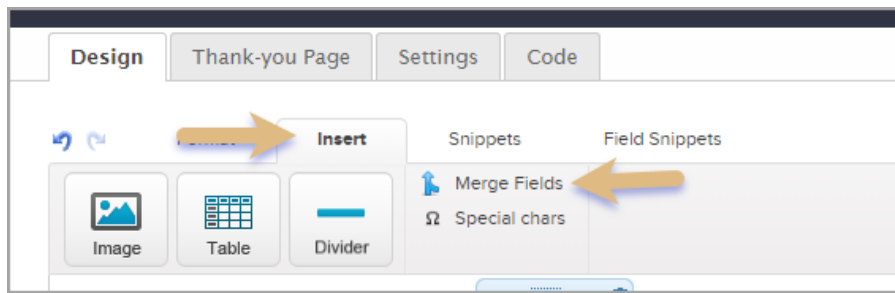 Design Thank-you Page Settings Code
Insert Snippets Field Snippets
Merge Fields
Ω Special chars
Image Table Divider